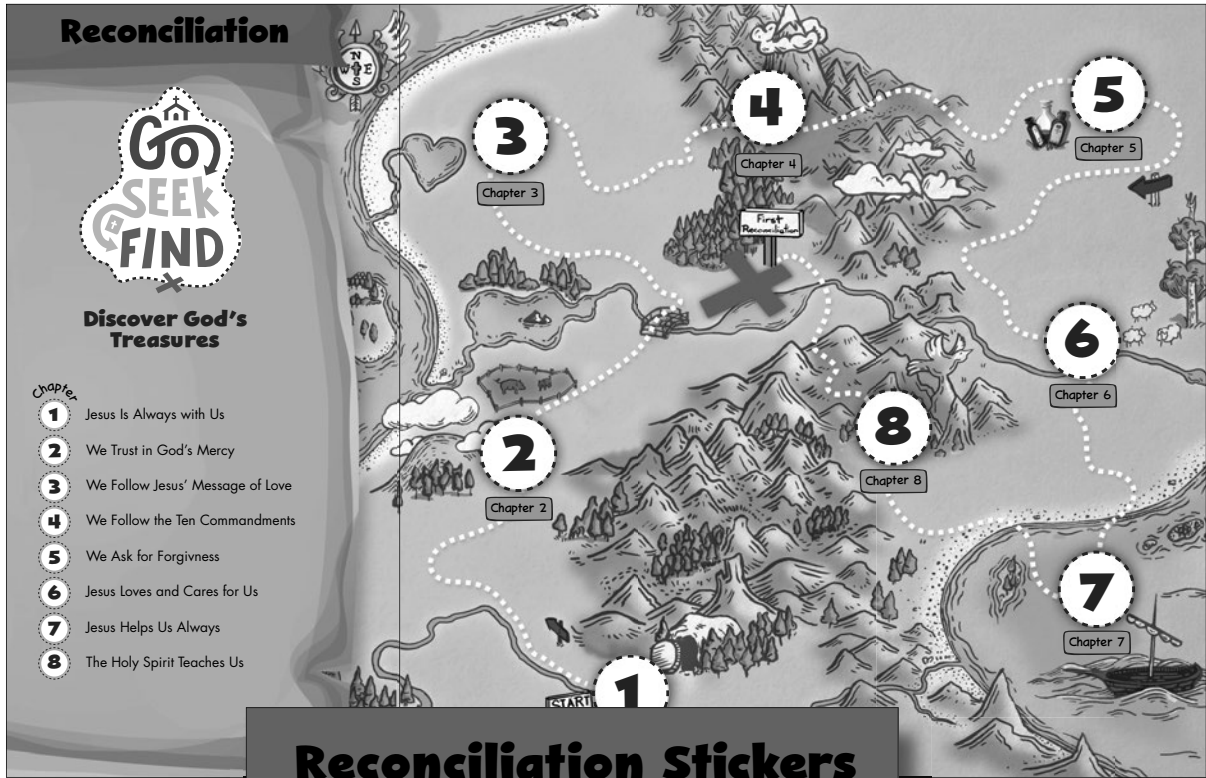 Reconciliation
GO
SEEK
FIND
Discover God's
Treasures
Chapter
1 Jesus Is Always with Us
2 We Trust in God's Mercy
3 We Follow Jesus' Message of Love
4 We Follow the Ten Commandments
5 We Ask for Forgivness
6 Jesus Loves and Cares for Us
7 Jesus Helps Us Always
8 The Holy Spirit Teaches Us
N
W E
S
3
Chapter 3
4
Chapter 4
5
Chapter 5
First
Reconciliation
6
Chapter 6
2
Chapter 2
8
Chapter 8
7
Chapter 7
1
START
Reconciliation Stickers